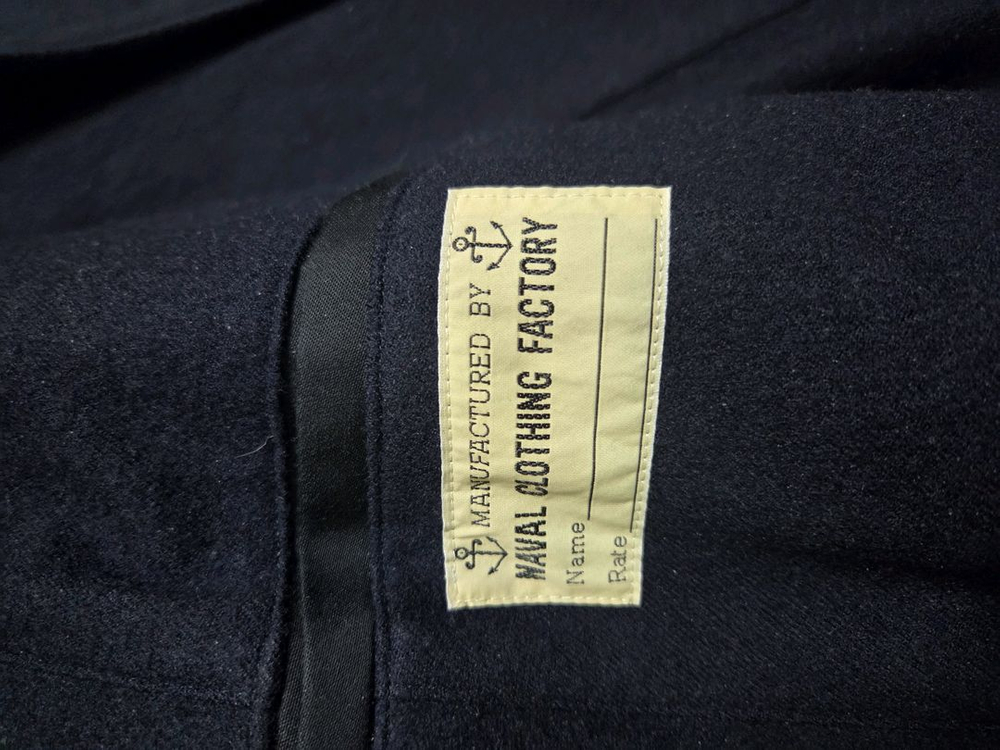 MANUFACTURED BY
NAVAL CLOTHING FACTORY
Name
Rate